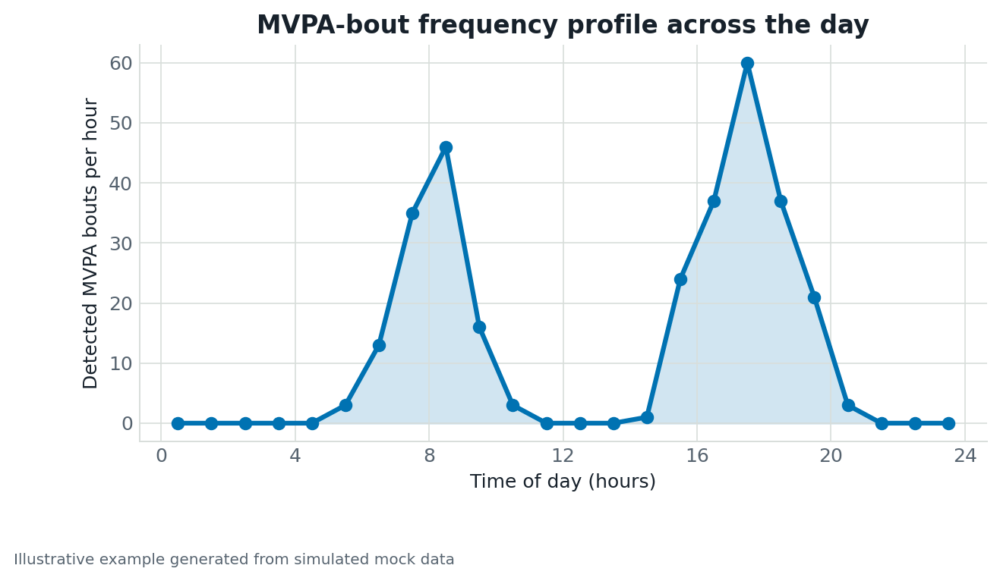 MVPA-bout frequency profile across the day
Detected MVPA bouts per hour
60
50
40
30
20
10
0
0 4 8 12 16 20 24
Time of day (hours)
Illustrative example generated from simulated mock data